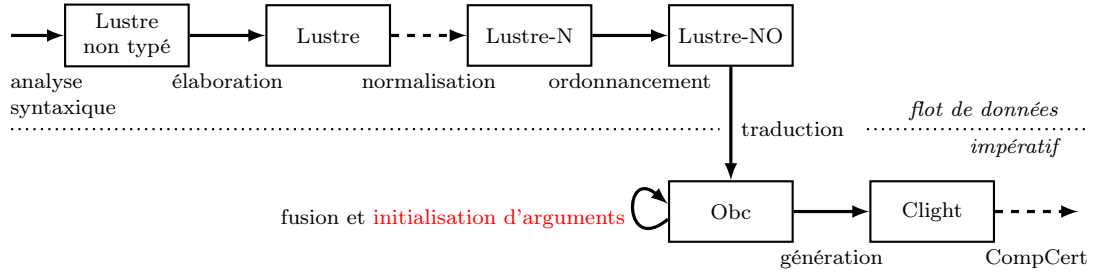 Lustre
non typé
Lustre
Lustre-N
Lustre-NO
analyse
syntaxique
élaboration
normalisation
ordonnancement
flot de données
traduction
impératif
fusion et initialisation d'arguments
Obc
Clight
génération
CompCert